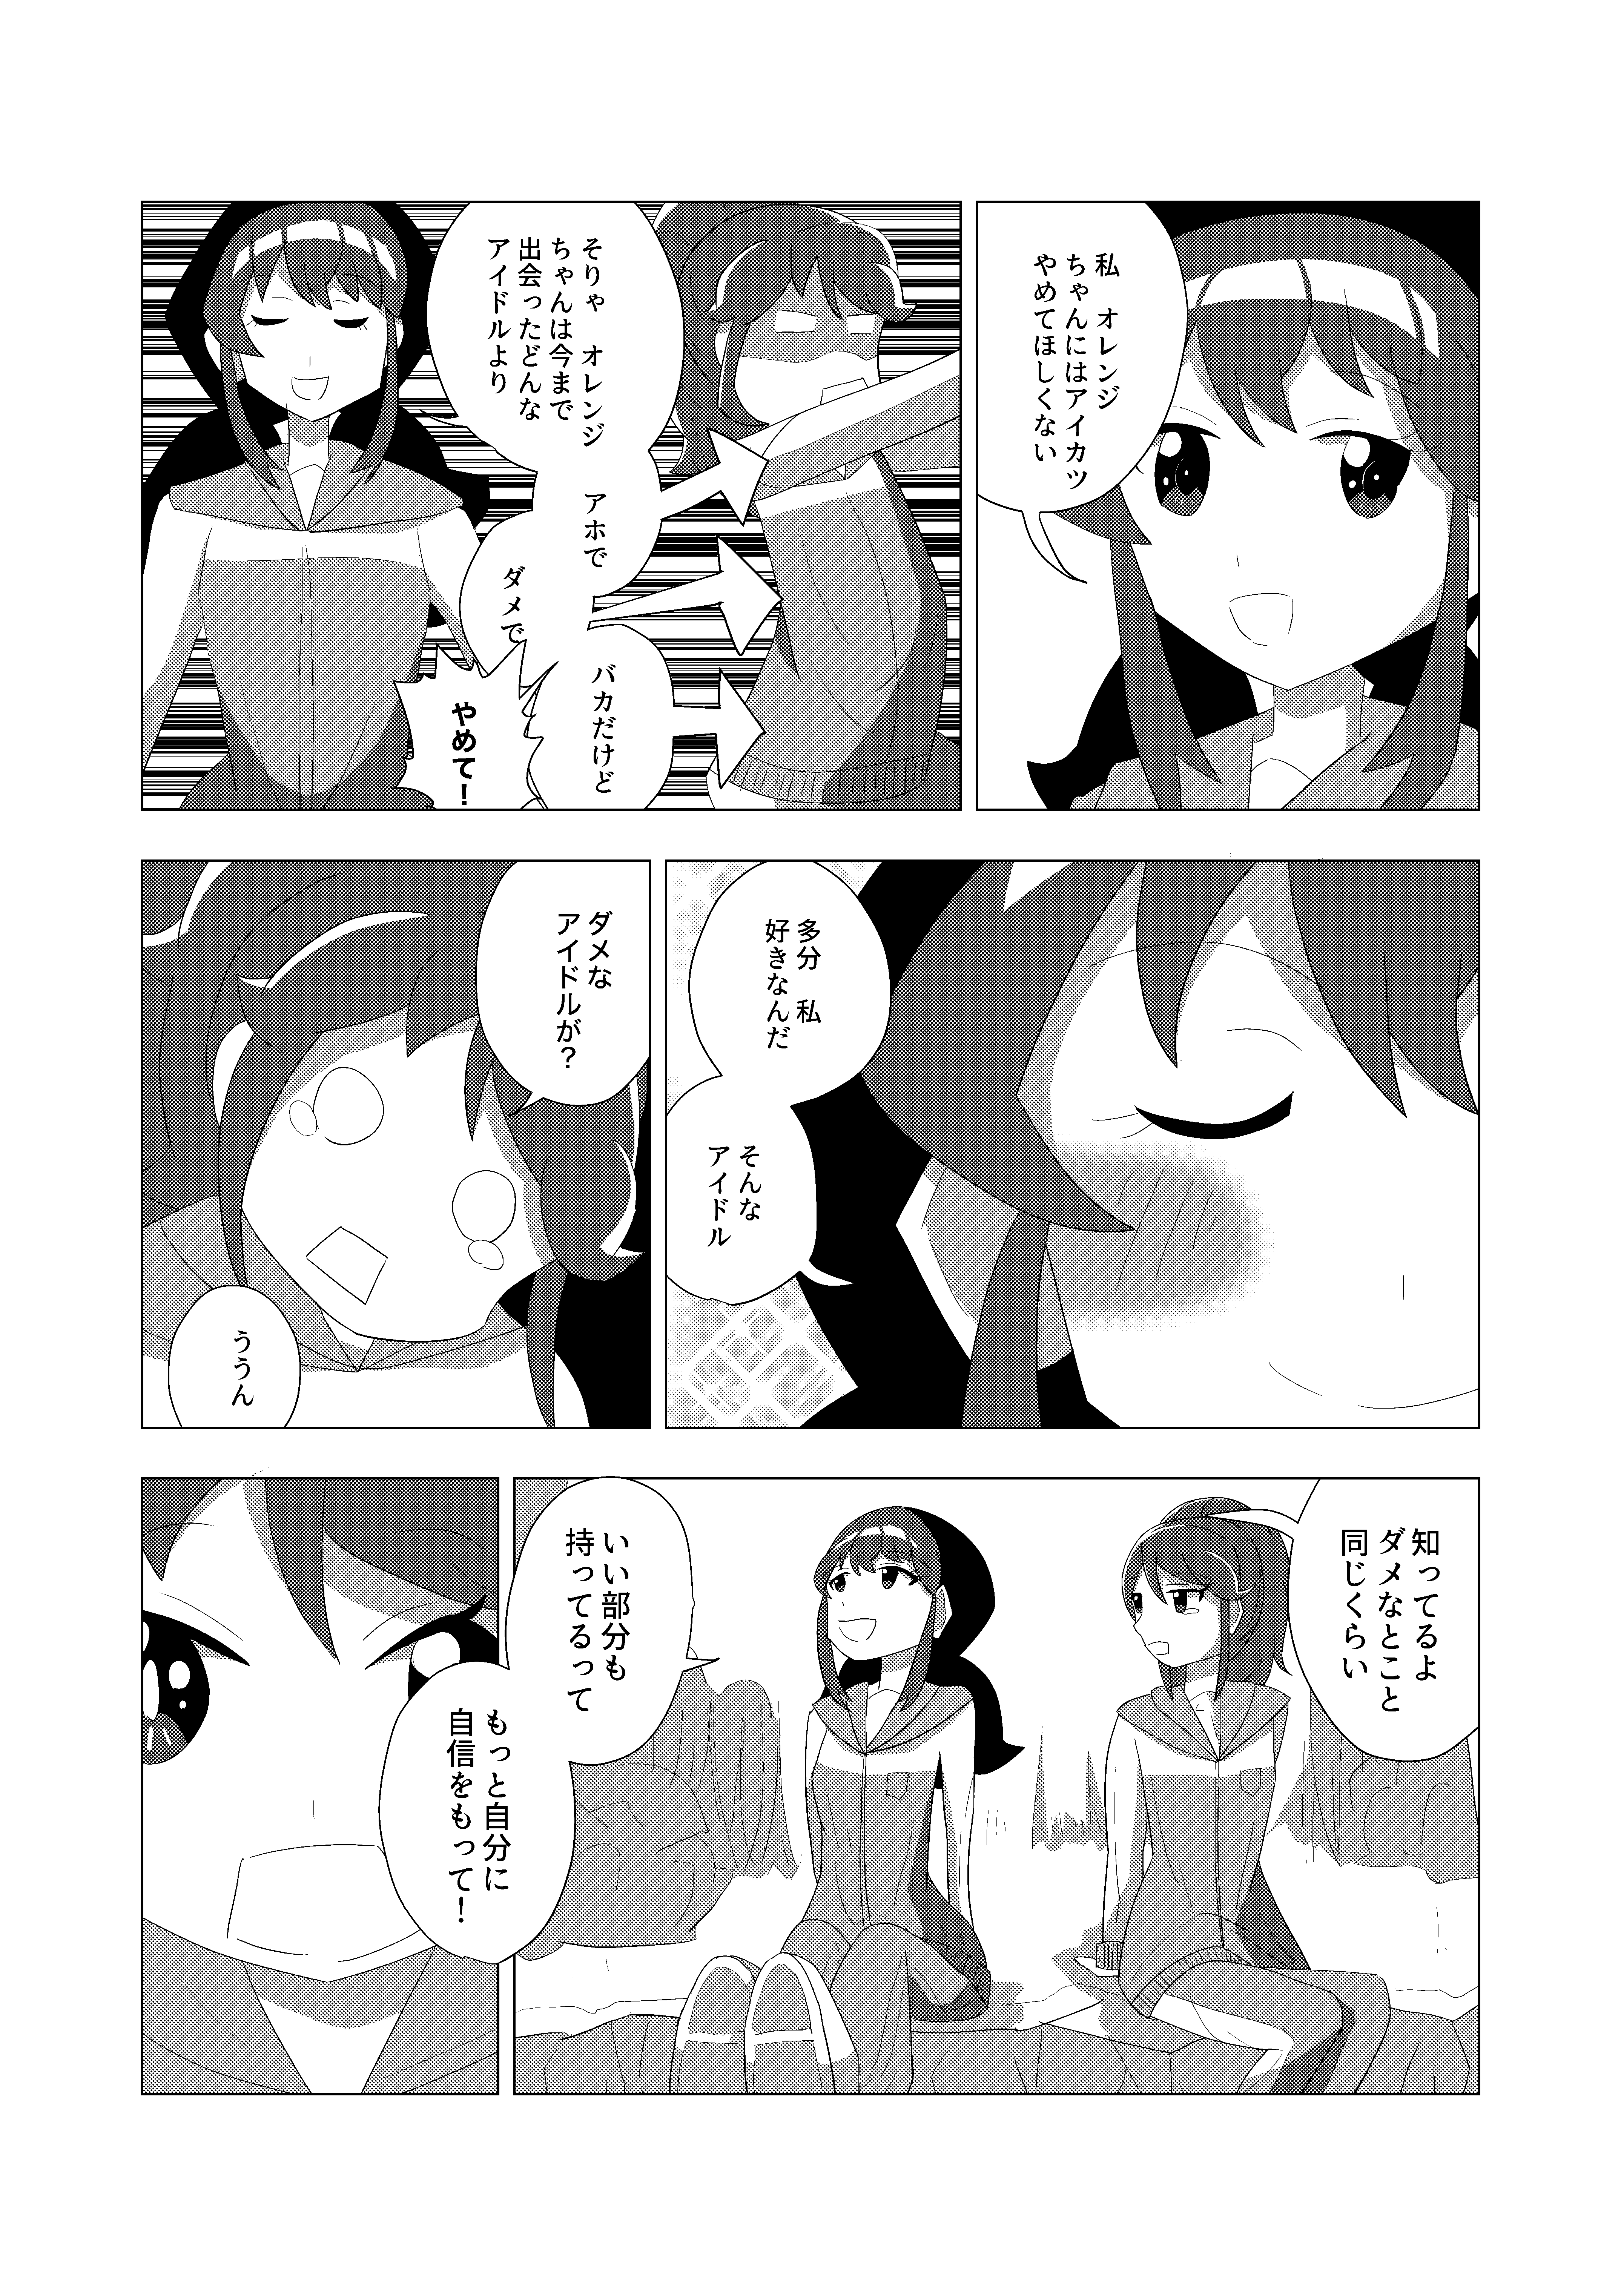 私　オレンジ
ちゃんにはアイカツ
やめてほしくない
そりゃ　オレンジ
ちゃんは今まで
出会ったどんな
アイドルより
アホで
ダメで
バカだけど
やめて！
多分　私
好きなんだ
そんな
アイドル
ダメな
アイドルが？
ううん
知ってるよ
ダメなとこと
同じくらい
いい部分も
持ってるって
もっと自分に
自信をもって！